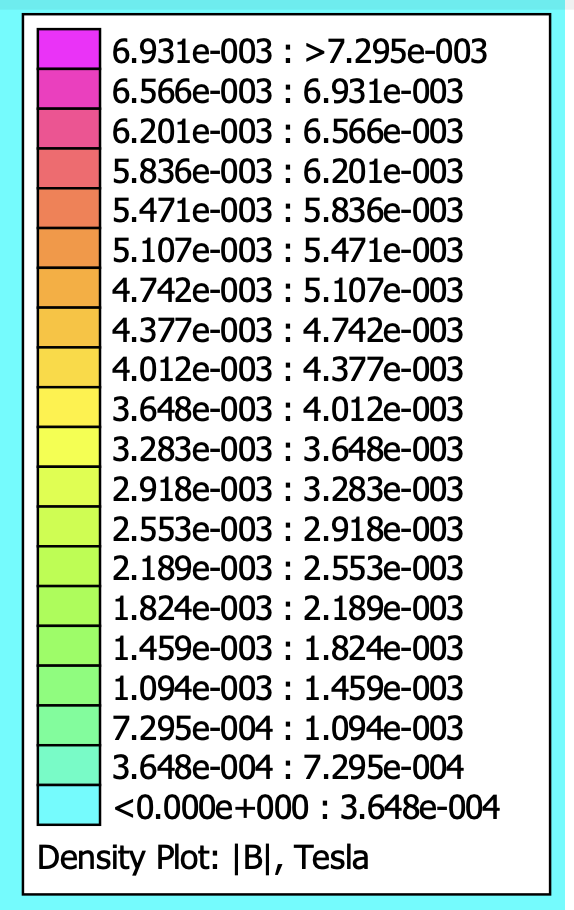 6.931e-003 : >7.295e-003
6.566e-003 : 6.931e-003
6.201e-003 : 6.566e-003
5.836e-003 : 6.201e-003
5.471e-003 : 5.836e-003
5.107e-003 : 5.471e-003
4.742e-003 : 5.107e-003
4.377e-003 : 4.742e-003
4.012e-003 : 4.377e-003
3.648e-003 : 4.012e-003
3.283e-003 : 3.648e-003
2.918e-003 : 3.283e-003
2.553e-003 : 2.918e-003
2.189e-003 : 2.553e-003
1.824e-003 : 2.189e-003
1.459e-003 : 1.824e-003
1.094e-003 : 1.459e-003
7.295e-004 : 1.094e-003
3.648e-004 : 7.295e-004
<0.000e+000 : 3.648e-004
Density Plot: |B|, Tesla